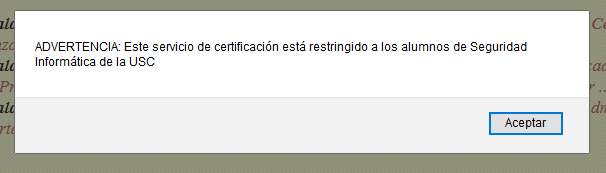 ADVERTENCIA: Este servicio de certificación está restringido a los alumnos de Seguridad
Informática de la USC
Aceptar